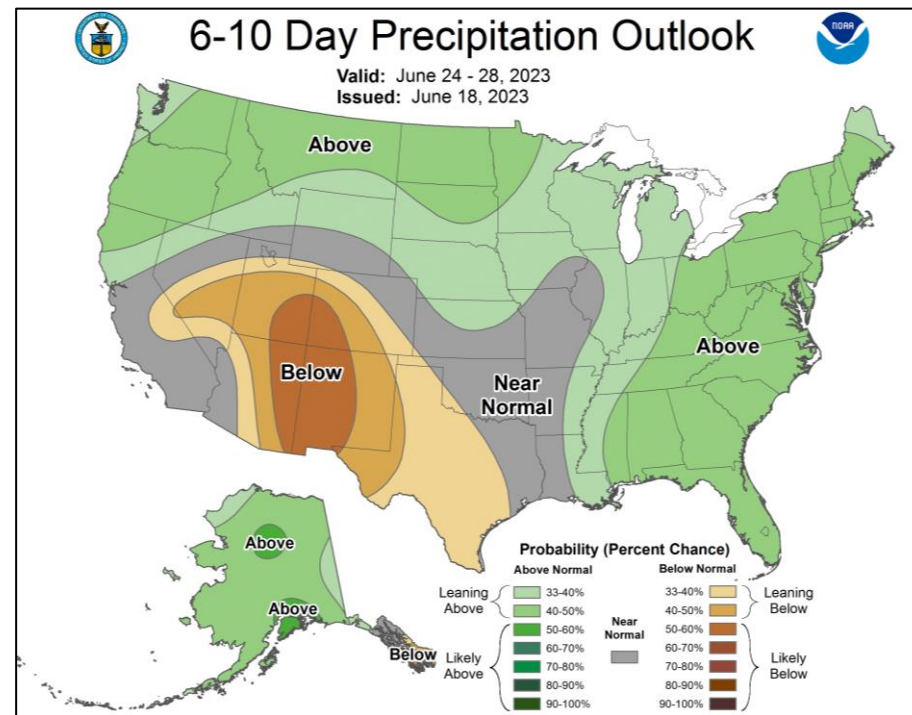 6-10 Day Precipitation Outlook
NOAA
Valid: June 24 - 28, 2023
Issued: June 18, 2023
Above
Below
Near
Normal
Above
Above
Above
Below
Probability (Percent Chance)
Above Normal Below Normal
Leaning
Above
33-40%
40-50%
Likely
Above
50-60%
60-70%
70-80%
80-90%
90-100%
Near
Normal
33-40%
40-50%
Leaning
Below
50-60%
60-70%
70-80%
80-90%
90-100%
Likely
Below